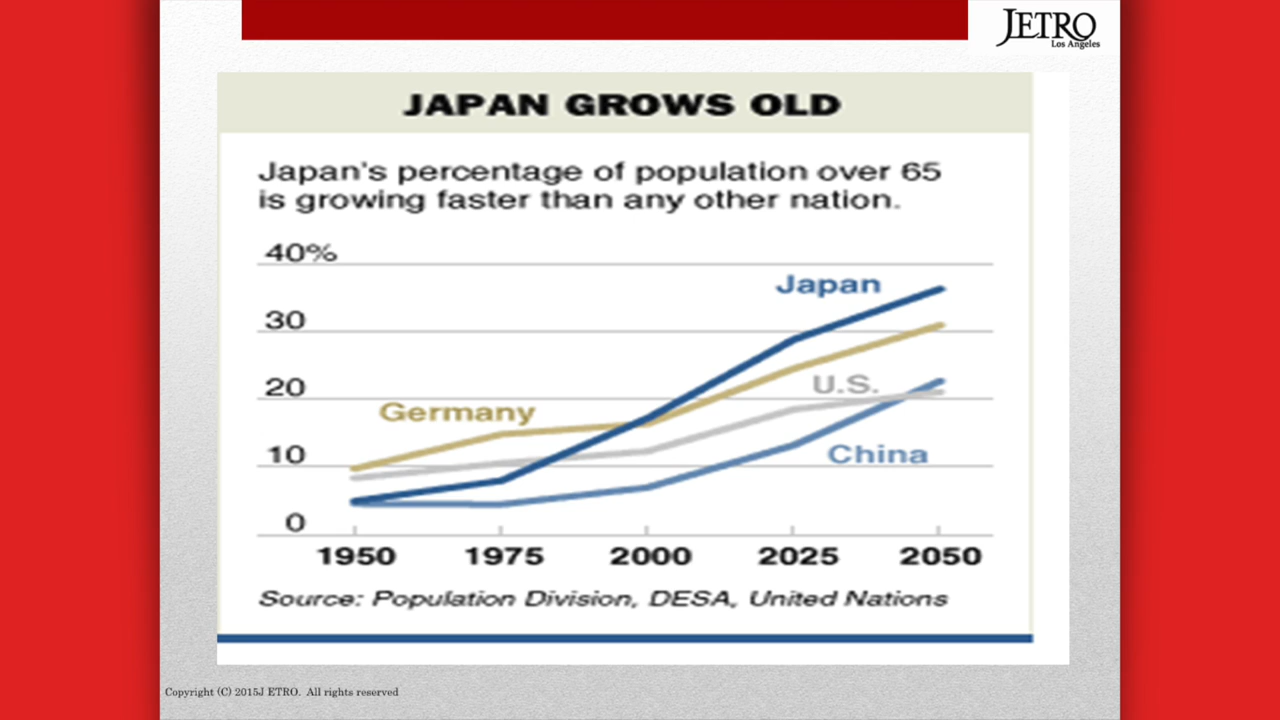 JETRO
Los Angeles
JAPAN GROWS OLD
Japan's percentage of population over 65
is growing faster than any other nation.
40%
Japan
30
20
U.S.
Germany
10
China
0
1950 1975 2000 2025 2050
Source: Population Division, DESA, United Nations
Copyright (C) 2015J ETRO. All rights reserved